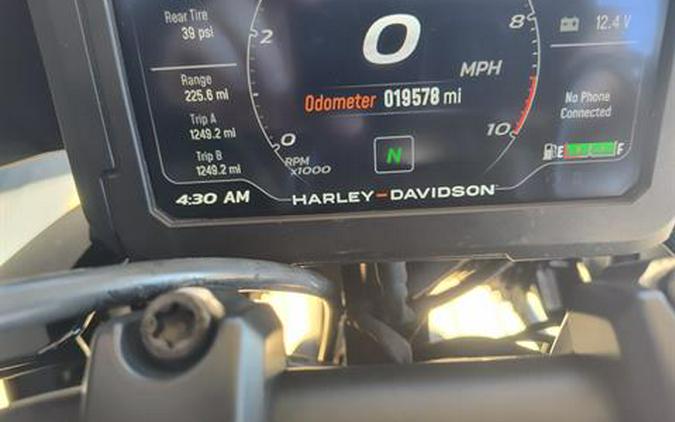 Rear Tire
39 psi
Range
225.6 mi
Trip A
1249.2 mi
Trip B
1249.2 mi
4:30 AM
2
0
RPM
x1000
0
MPH
Odometer 019578 mi
N
8
10
HARLEY-DAVIDSON
12.4 V
No Phone
Connected
E F